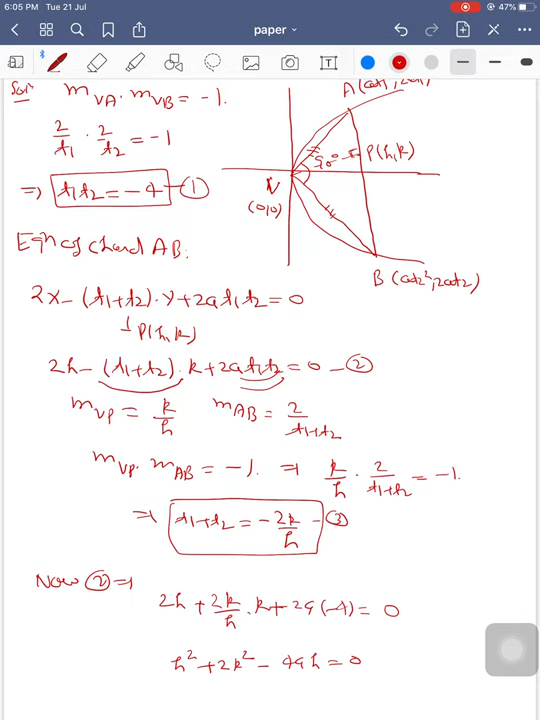 6:05 PM Tue 21 Jul 47%
paper
T
Sol
m_VA · m_VB = -1.
2/t1 · 2/t2 = -1
⇒ t1t2 = -4 — ①
A (at1², 2at1)
90°
P(h,k)
V
(0,0)
B (at2², 2at2)
Eqn of chord AB:
2x - (t1+t2)·y + 2at1t2 = 0
↓ P(h,k)
2h - (t1+t2)·k + 2at1t2 = 0 — ②
m_VP = k/h m_AB = 2/t1+t2
m_VP · m_AB = -1. ⇒ k/h · 2/t1+t2 = -1.
⇒ t1+t2 = -2k/h — ③
Now ② ⇒
2h + 2k/h · k + 2a(-4) = 0
h² + 2k² - 4ah = 0